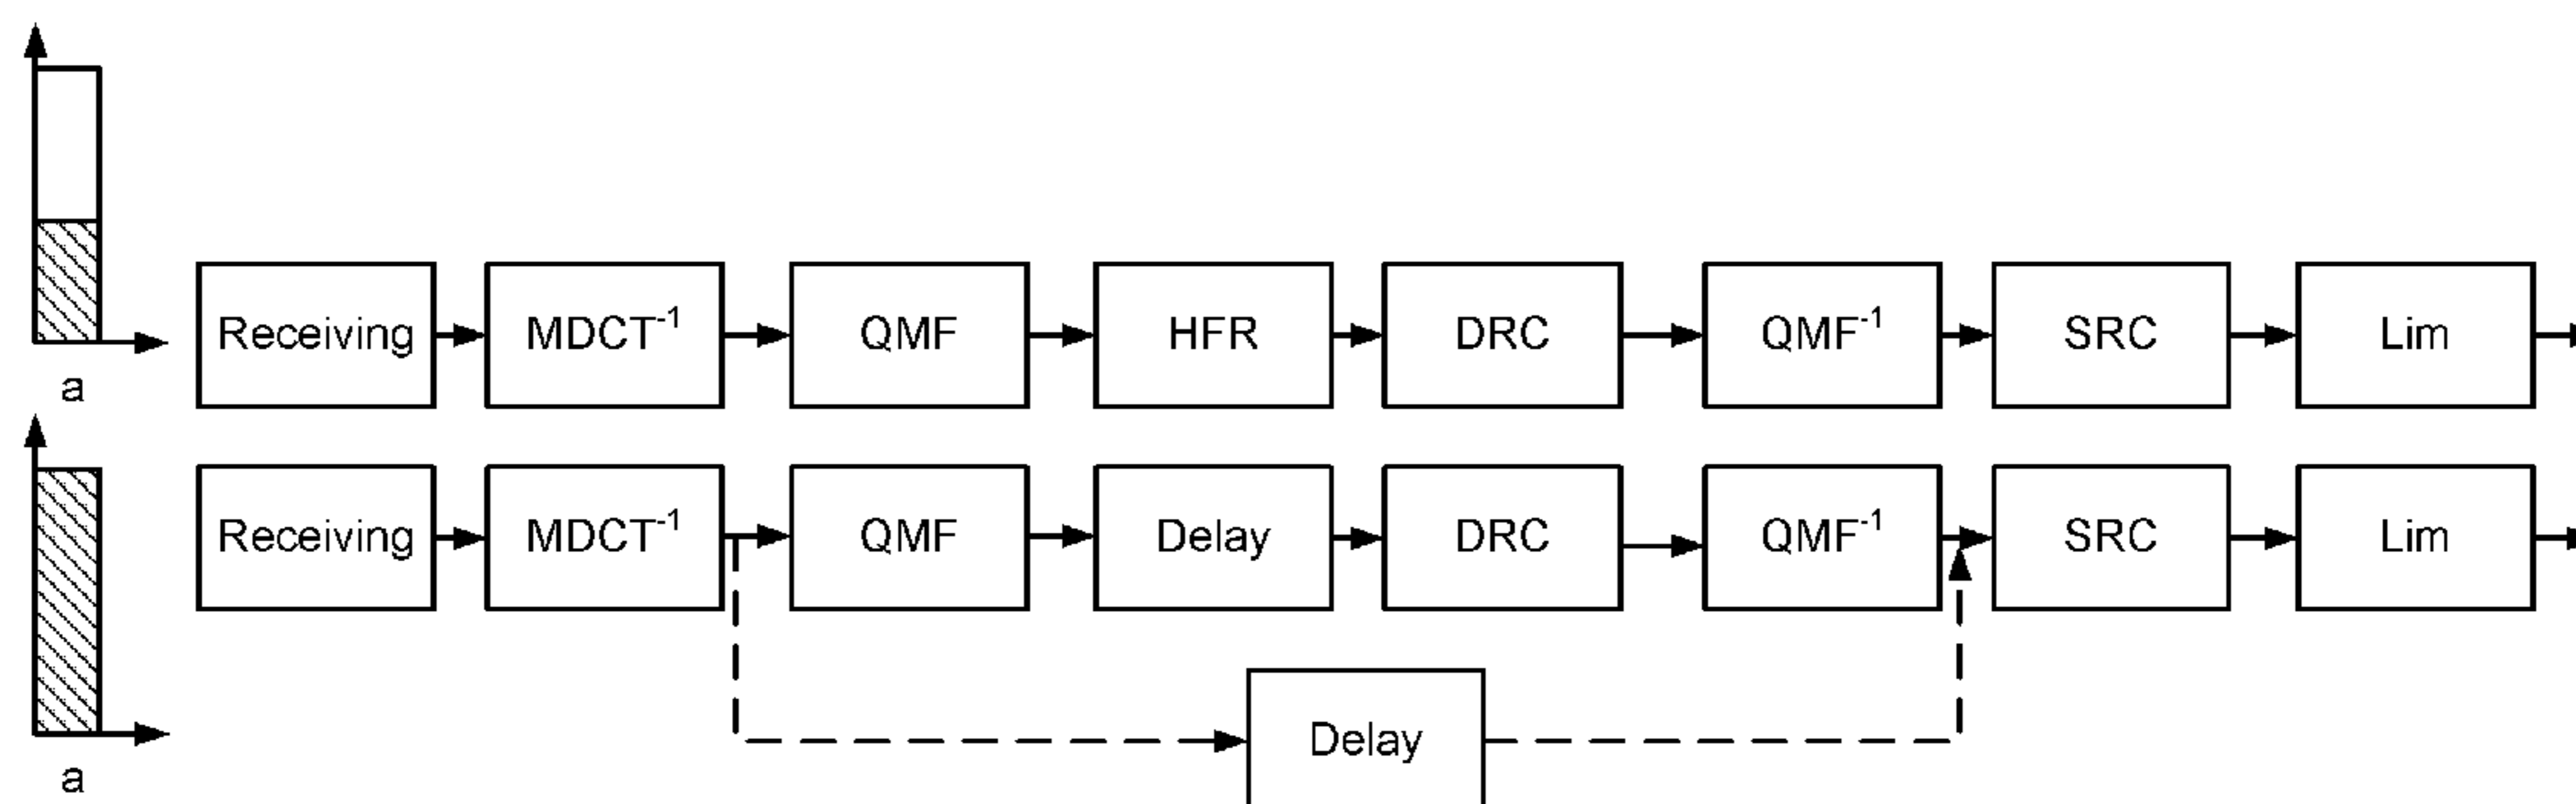 Receiving MDCT⁻¹ QMF HFR DRC QMF⁻¹ SRC Lim
a
Receiving MDCT⁻¹ QMF Delay DRC QMF⁻¹ SRC Lim
Delay
a